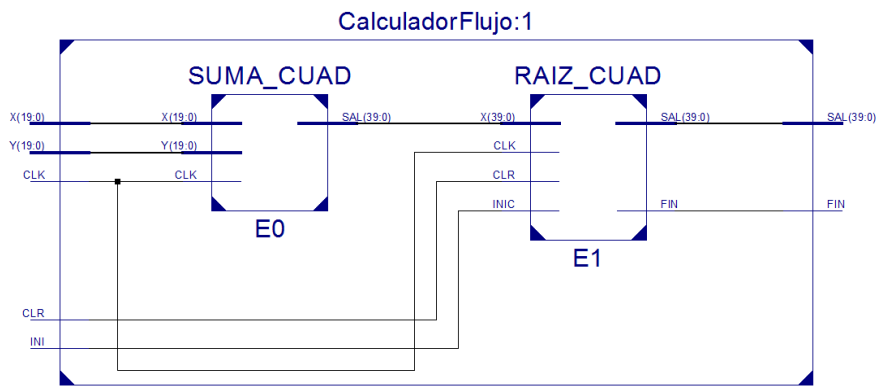 CalculadorFlujo:1
SUMA_CUAD RAIZ_CUAD
X(19:0) X(19:0) SAL(39:0) X(39:0) SAL(39:0) SAL(39:0)
Y(19:0) Y(19:0) CLK
CLK CLK CLR
INIC FIN FIN
E0
E1
CLR
INI